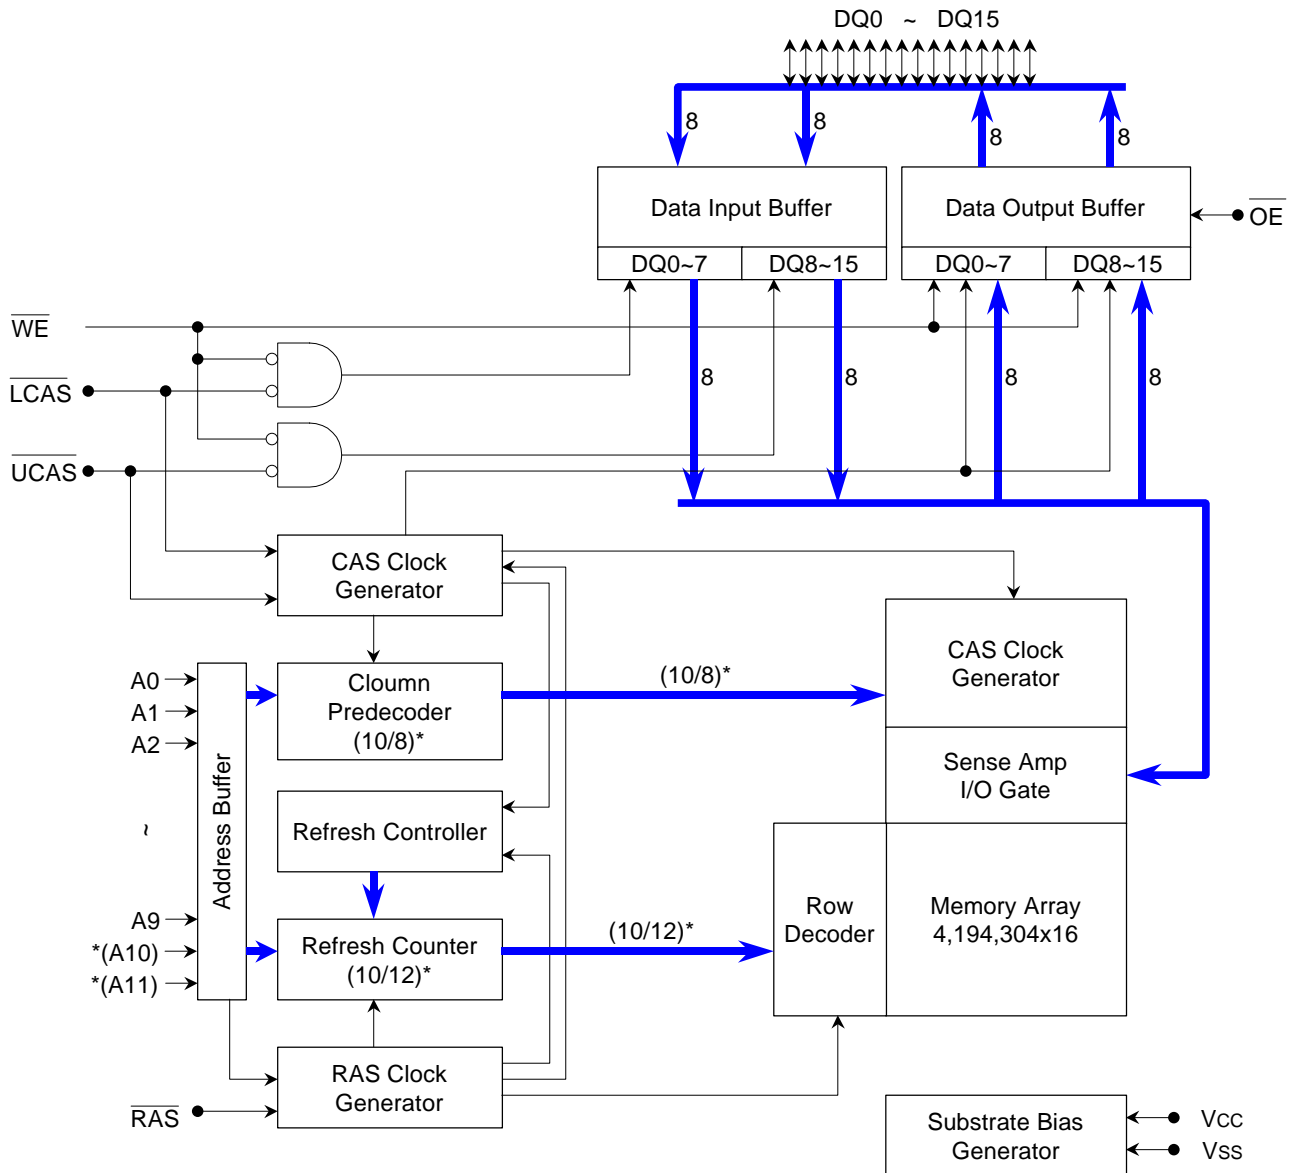 DQ0 ~ DQ15
8
8
8
8
Data Input Buffer
Data Output Buffer
OE
DQ0~7
DQ8~15
DQ0~7
DQ8~15
WE
LCAS
UCAS
8
8
8
8
CAS Clock
Generator
CAS Clock
Generator
A0
A1
A2
~
A9
*(A10)
*(A11)
Address Buffer
Cloumn
Predecoder
(10/8)*
(10/8)*
Sense Amp
I/O Gate
Refresh Controller
Refresh Counter
(10/12)*
(10/12)*
Row
Decoder
Memory Array
4,194,304x16
RAS Clock
Generator
RAS
Substrate Bias
Generator
VCC
VSS